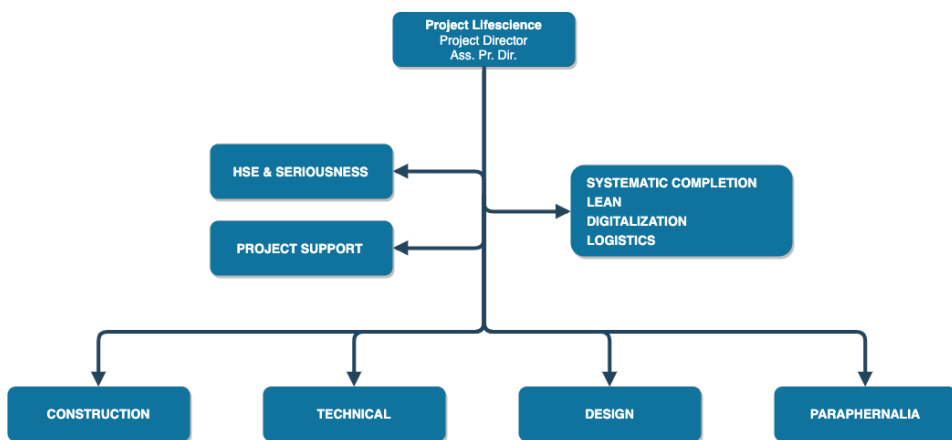 Project Lifescience
Project Director
Ass. Pr. Dir.
HSE & SERIOUSNESS
PROJECT SUPPORT
SYSTEMATIC COMPLETION
LEAN
DIGITALIZATION
LOGISTICS
CONSTRUCTION
TECHNICAL
DESIGN
PARAPHERNALIA